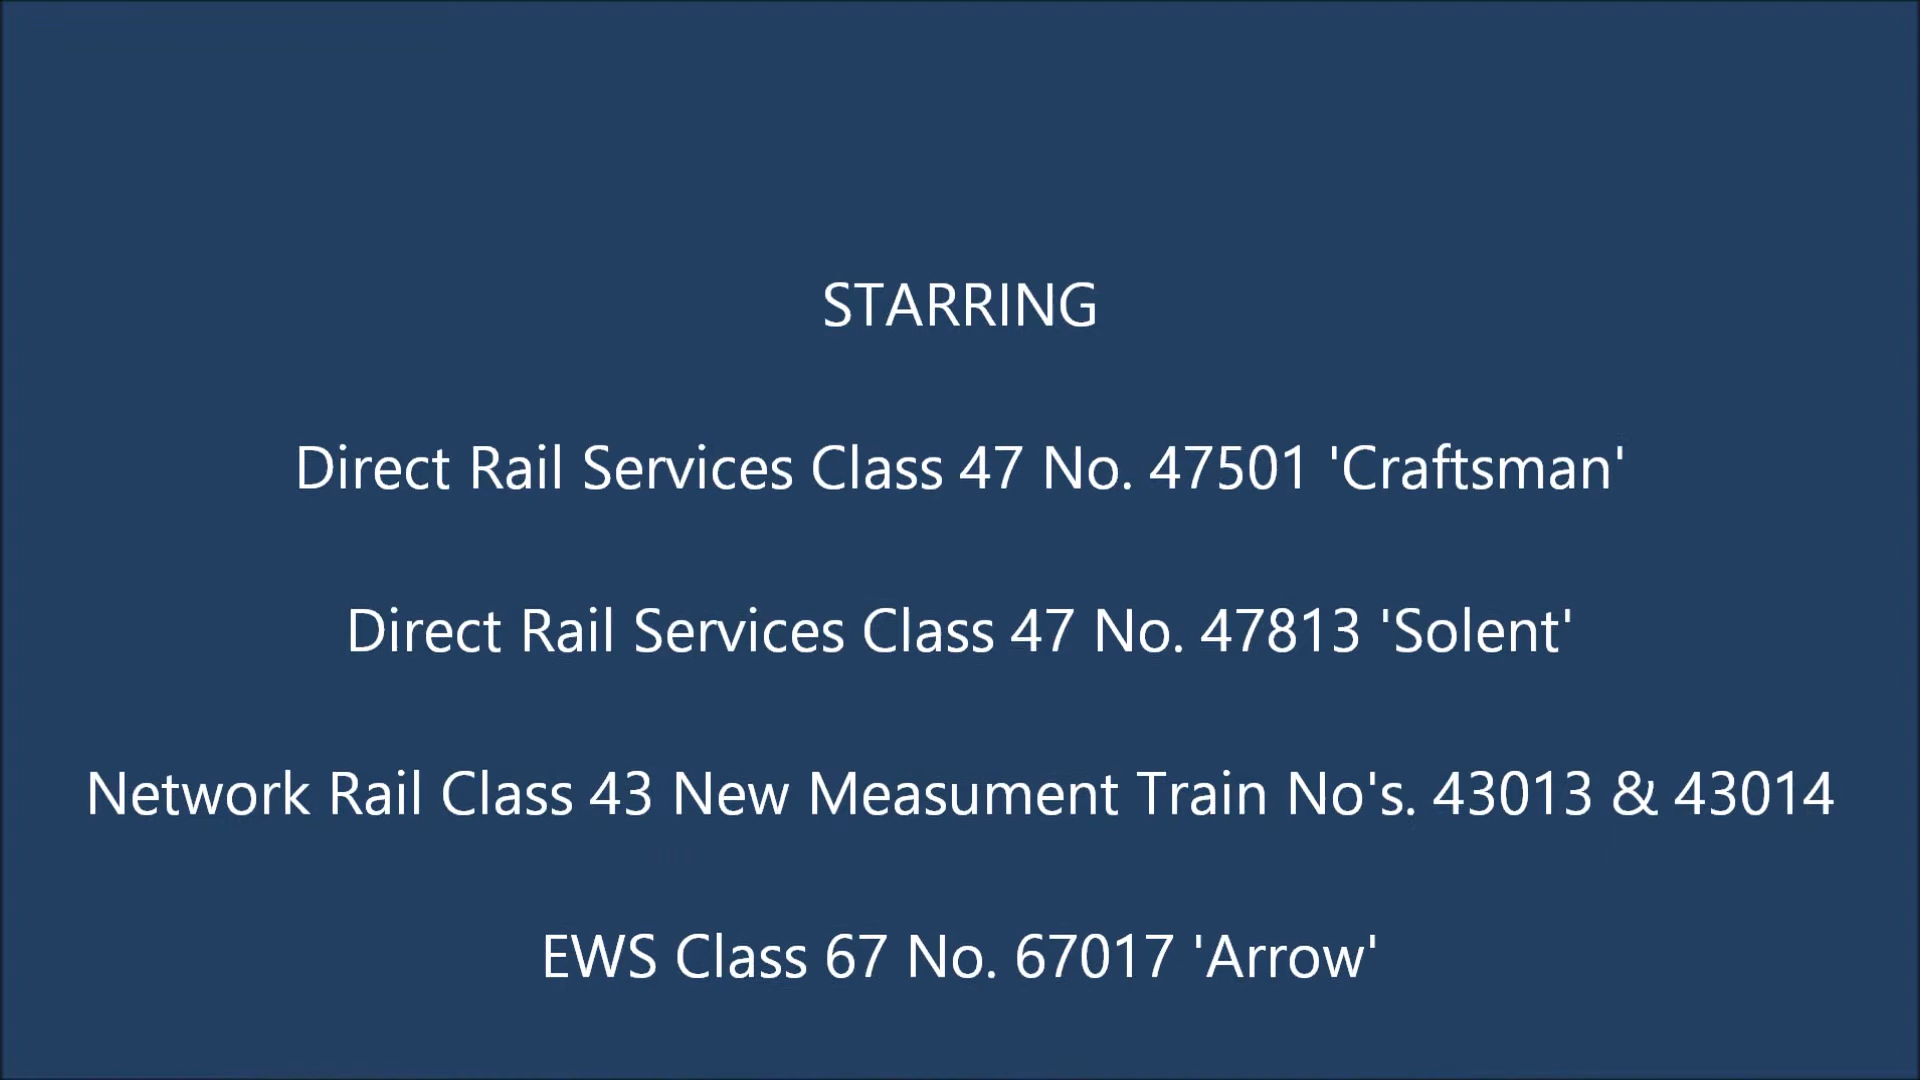 STARRING
Direct Rail Services Class 47 No. 47501 'Craftsman'
Direct Rail Services Class 47 No. 47813 'Solent'
Network Rail Class 43 New Measument Train No's. 43013 & 43014
EWS Class 67 No. 67017 'Arrow'